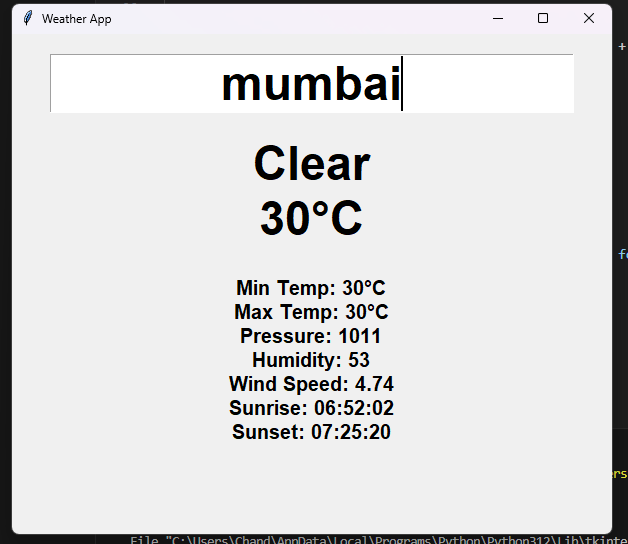 Weather App
+
mumbai
Clear
30°C
Min Temp: 30°C
Max Temp: 30°C
Pressure: 1011
Humidity: 53
Wind Speed: 4.74
Sunrise: 06:52:02
Sunset: 07:25:20
ers
File "C:\Users\Chand\AppData\Local\Programs\Python\Python312\Lib\tkinte